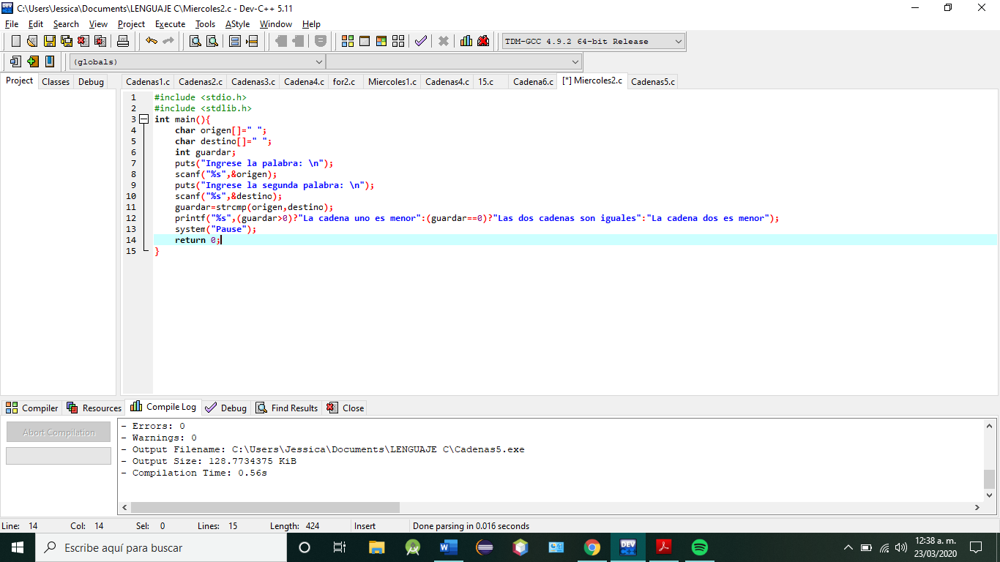 C:\Users\Jessica\Documents\LENGUAJE C\Miercoles2.c - Dev-C++ 5.11
File Edit Search View Project Execute Tools AStyle Window Help
TDM-GCC 4.9.2 64-bit Release
(globals)
Project Classes Debug
Cadenas1.c Cadenas2.c Cadenas3.c Cadena4.c for2.c Miercoles1.c Cadenas4.c 15.c Cadena6.c [*] Miercoles2.c Cadenas5.c
1 #include <stdio.h>
2 #include <stdlib.h>
3 int main(){
4 char origen[]=" ";
5 char destino[]=" ";
6 int guardar;
7 puts("Ingrese la palabra: \n");
8 scanf("%s",&origen);
9 puts("Ingrese la segunda palabra: \n");
10 scanf("%s",&destino);
11 guardar=strcmp(origen,destino);
12 printf("%s",(guardar>0)?"La cadena uno es menor":(guardar==0)?"Las dos cadenas son iguales":"La cadena dos es menor");
13 system("Pause");
14 return 0;
15 }
Compiler Resources Compile Log Debug Find Results Close
Abort Compilation
- Errors: 0
- Warnings: 0
- Output Filename: C:\Users\Jessica\Documents\LENGUAJE C\Cadenas5.exe
- Output Size: 128.7734375 KiB
- Compilation Time: 0.56s
Line: 14 Col: 14 Sel: 0 Lines: 15 Length: 424 Insert Done parsing in 0.016 seconds
Escribe aquí para buscar
12:38 a. m.
23/03/2020